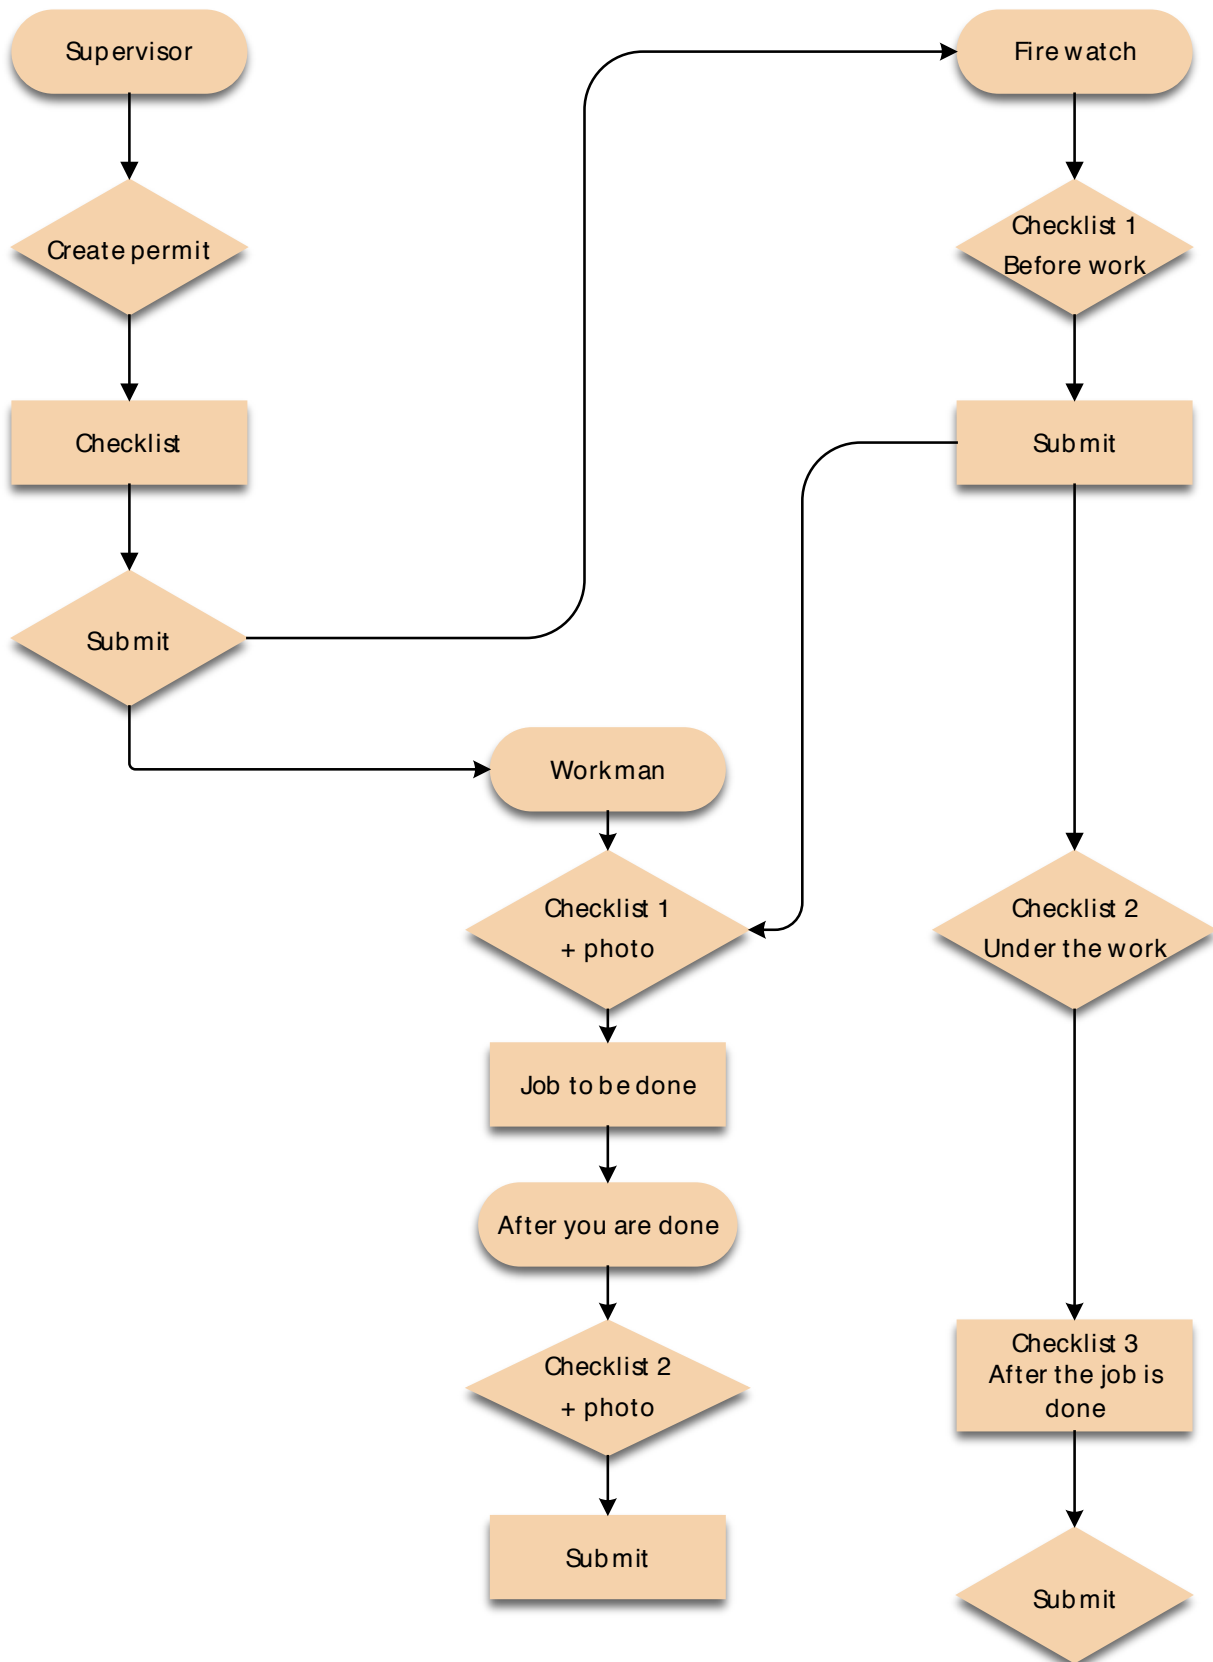 Supervisor
Create permit
Checklist
Submit
Fire watch
Checklist 1
Before work
Submit
Workman
Checklist 1
+ photo
Job to be done
After you are done
Checklist 2
+ photo
Submit
Checklist 2
Under the work
Checklist 3
After the job is
done
Submit